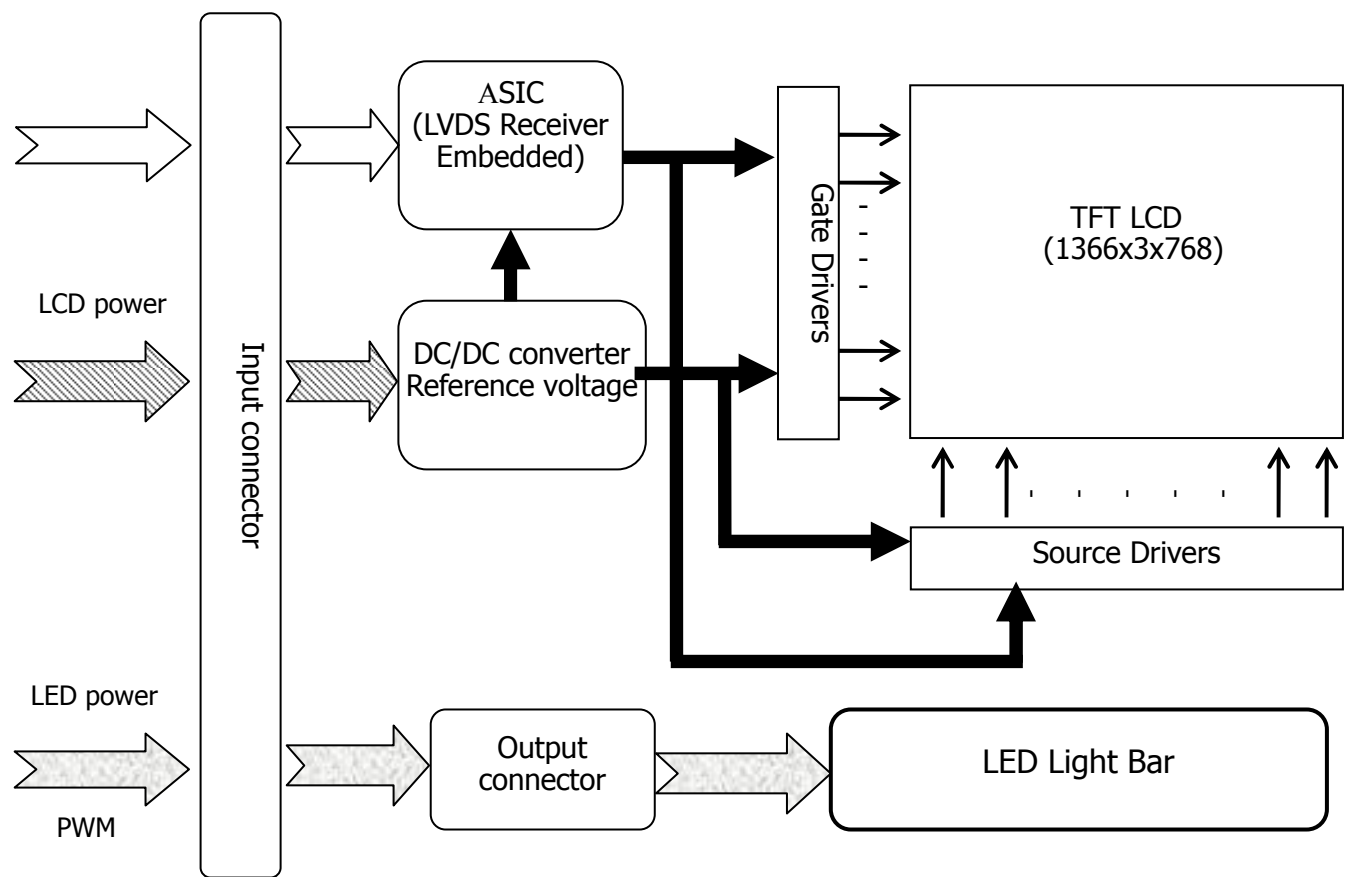 ASIC
(LVDS Receiver
Embedded)
Gate Drivers
TFT LCD
(1366x3x768)
LCD power
Input connector
DC/DC converter
Reference voltage
Source Drivers
LED power
PWM
Output
connector
LED Light Bar